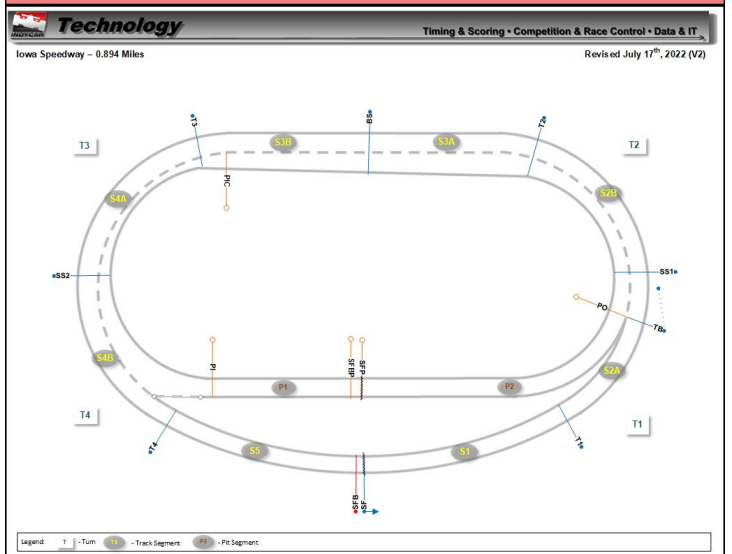 INDYCAR Technology
Timing & Scoring • Competition & Race Control • Data & IT
Iowa Speedway – 0.894 Miles
Revised July 17th, 2022 (V2)
T3
BS
T2
T3
S3B
S3A
T2
PIC
S4A
S2B
SS2
SS1
PO
TB
PI
SFBP
SFP
S4B
S2A
P1
P2
T4
T1
T4
T1
S5
S1
SFB
SF
Legend: T - Turn TS - Track Segment PS - Pit Segment